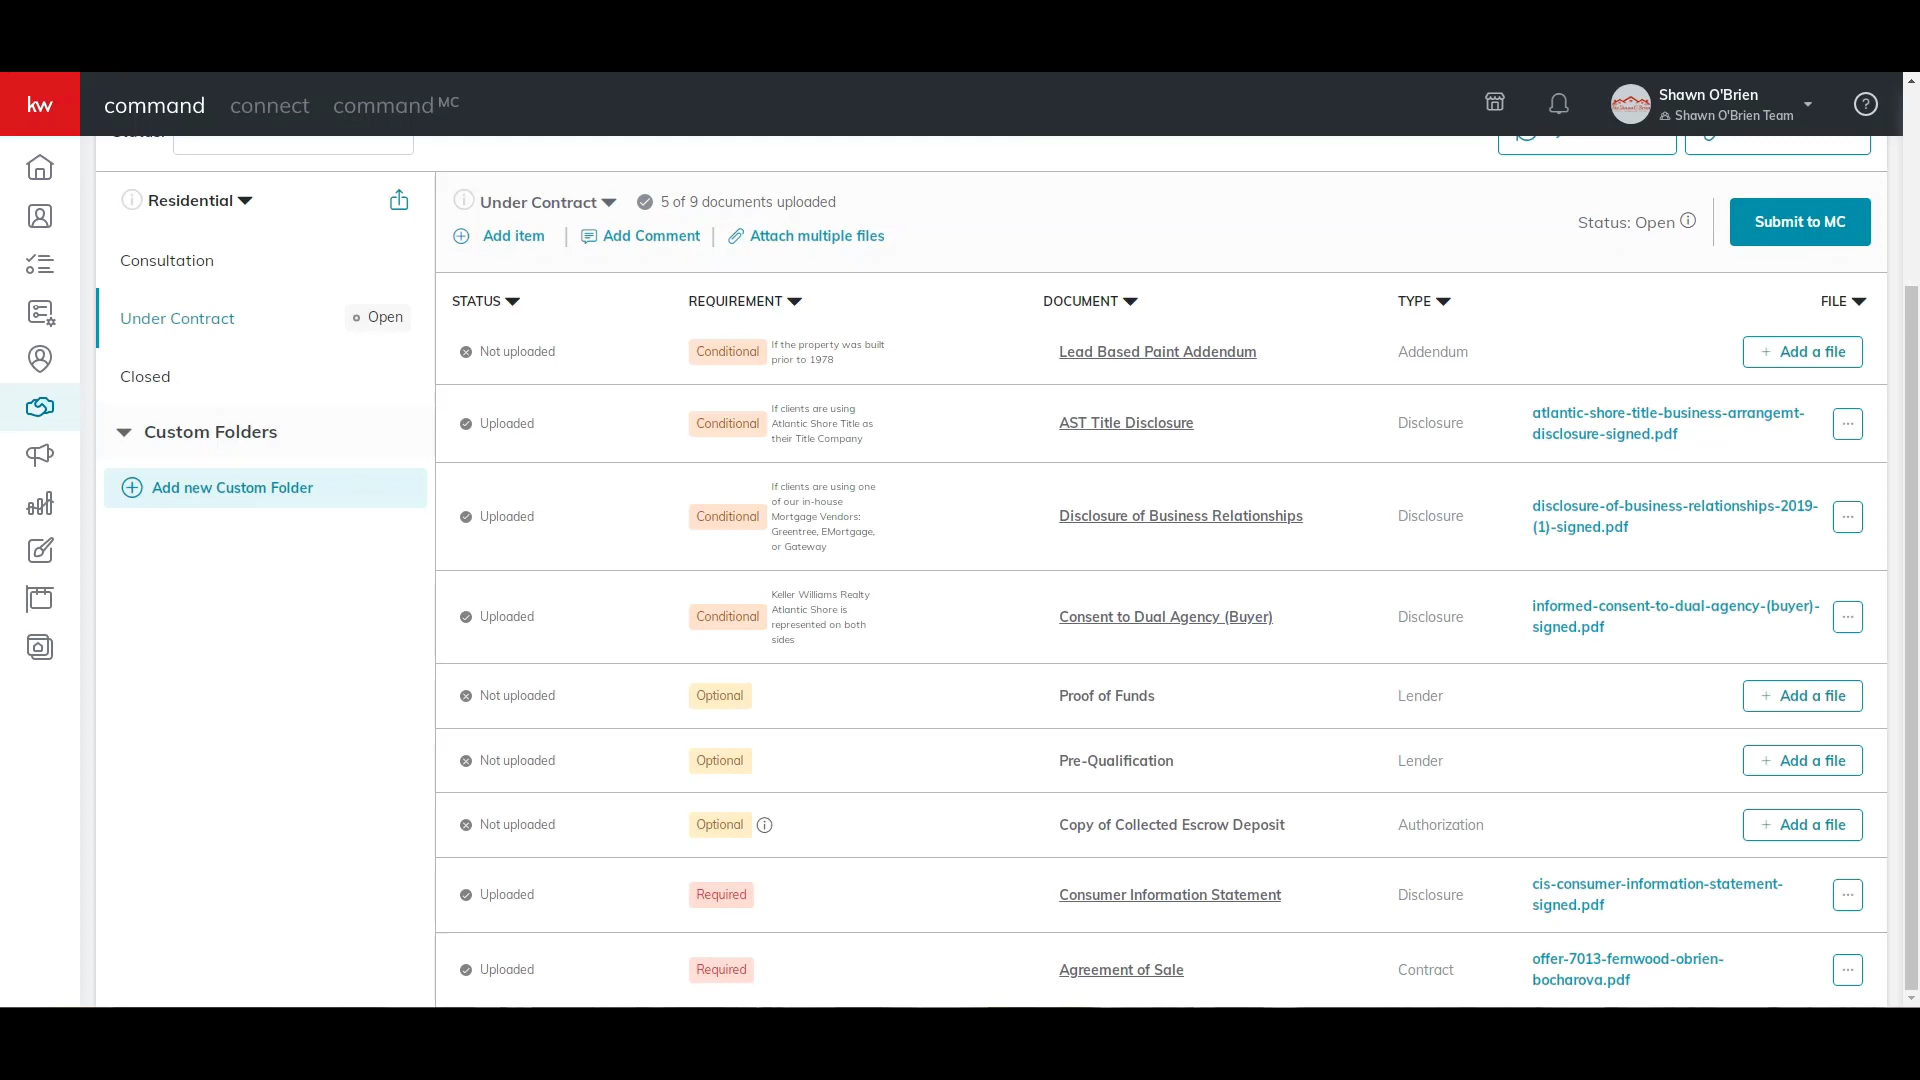 kw command connect command MC Shawn O'Brien
Shawn O'Brien Team
Residential Under Contract 5 of 9 documents uploaded
Add item Add Comment Attach multiple files
Status: Open Submit to MC
Consultation
Under Contract Open
Closed
Custom Folders
Add new Custom Folder
STATUS REQUIREMENT DOCUMENT TYPE FILE
Not uploaded Conditional If the property was built
prior to 1978
Lead Based Paint Addendum Addendum + Add a file
Uploaded Conditional If clients are using
Atlantic Shore Title as
their Title Company
AST Title Disclosure Disclosure atlantic-shore-title-business-arrangemt-
disclosure-signed.pdf
Uploaded Conditional If clients are using one
of our in-house
Mortgage Vendors:
Greentree, EMortgage,
or Gateway
Disclosure of Business Relationships Disclosure disclosure-of-business-relationships-2019-
(1)-signed.pdf
Uploaded Conditional Keller Williams Realty
Atlantic Shore is
represented on both
sides
Consent to Dual Agency (Buyer) Disclosure informed-consent-to-dual-agency-(buyer)-
signed.pdf
Not uploaded Optional Proof of Funds Lender + Add a file
Not uploaded Optional Pre-Qualification Lender + Add a file
Not uploaded Optional Copy of Collected Escrow Deposit Authorization + Add a file
Uploaded Required Consumer Information Statement Disclosure cis-consumer-information-statement-
signed.pdf
Uploaded Required Agreement of Sale Contract offer-7013-fernwood-obrien-
bocharova.pdf